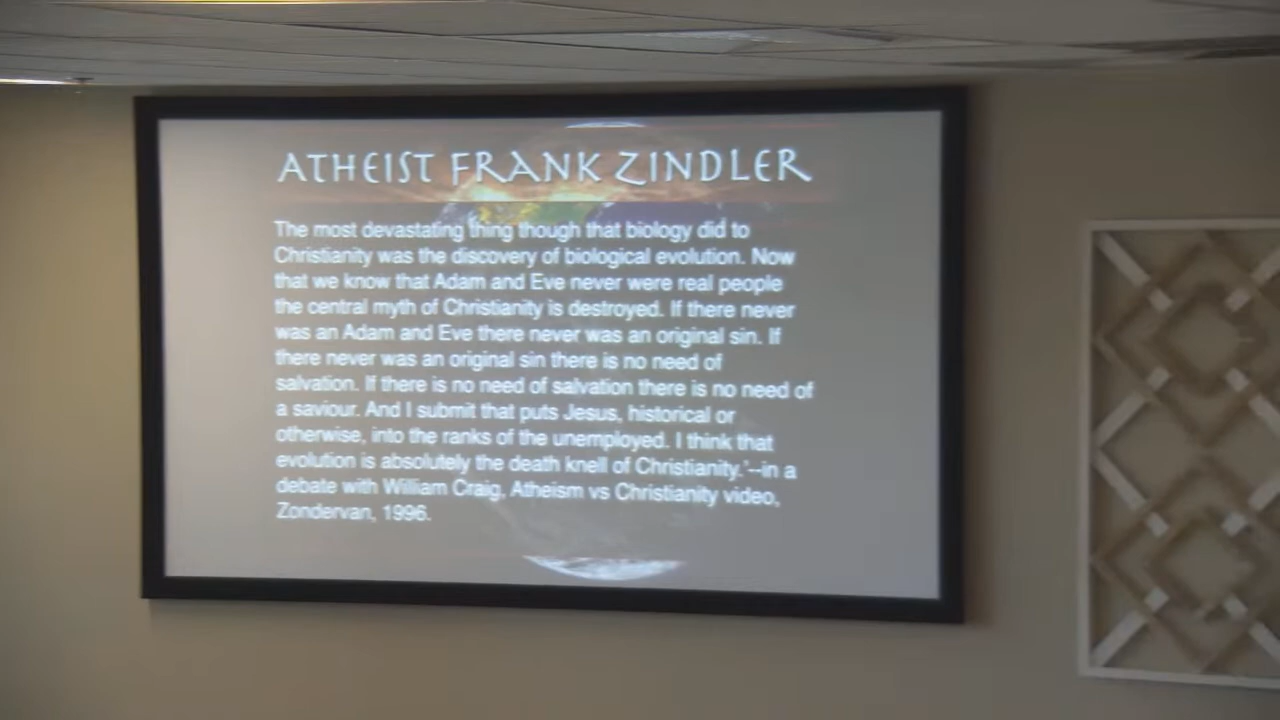 ATHEIST FRANK ZINDLER
The most devastating thing though that biology did to
Christianity was the discovery of biological evolution. Now
that we know that Adam and Eve never were real people
the central myth of Christianity is destroyed. If there never
was an Adam and Eve there never was an original sin. If
there never was an original sin there is no need of
salvation. If there is no need of salvation there is no need of
a saviour. And I submit that puts Jesus, historical or
otherwise, into the ranks of the unemployed. I think that
evolution is absolutely the death knell of Christianity.'--in a
debate with William Craig, Atheism vs Christianity video,
Zondervan, 1996.